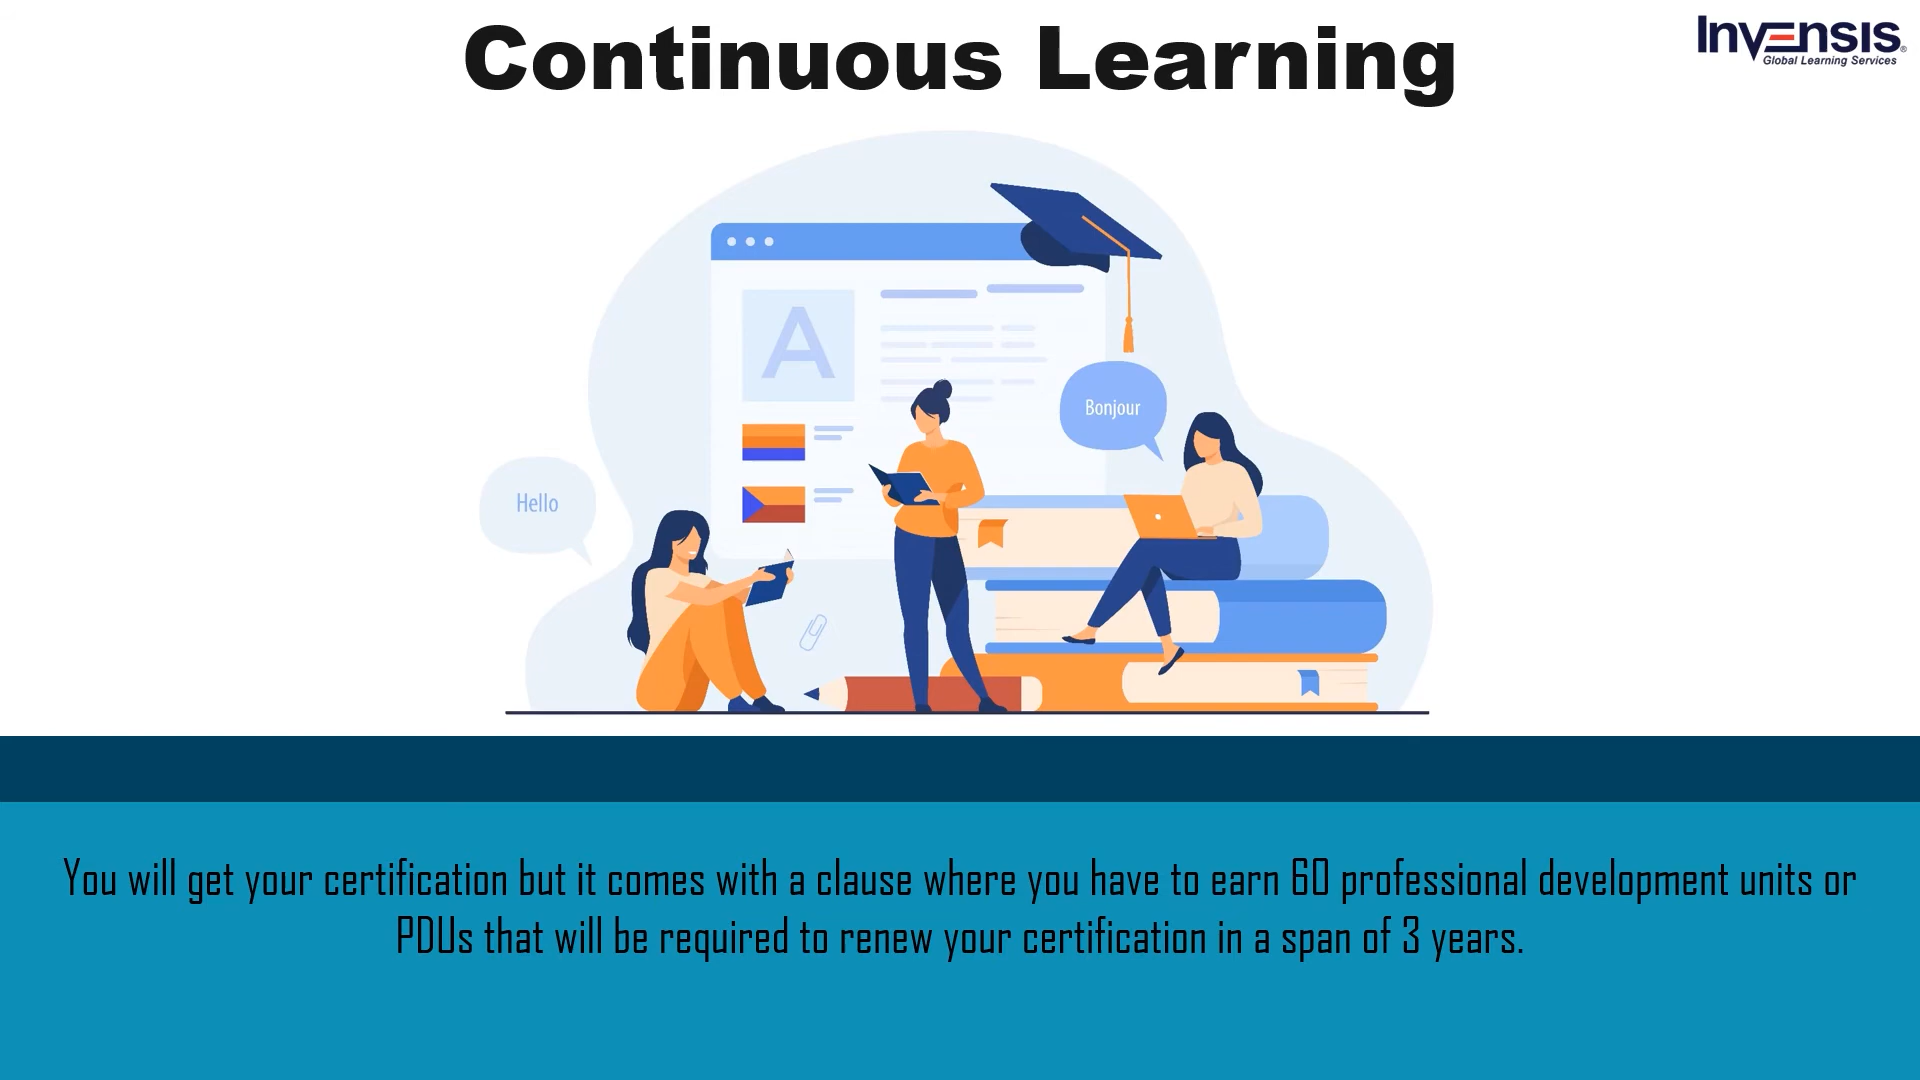 Continuous Learning
Invensis®
Global Learning Services
A
Bonjour
Hello
You will get your certification but it comes with a clause where you have to earn 60 professional development units or
PDUs that will be required to renew your certification in a span of 3 years.